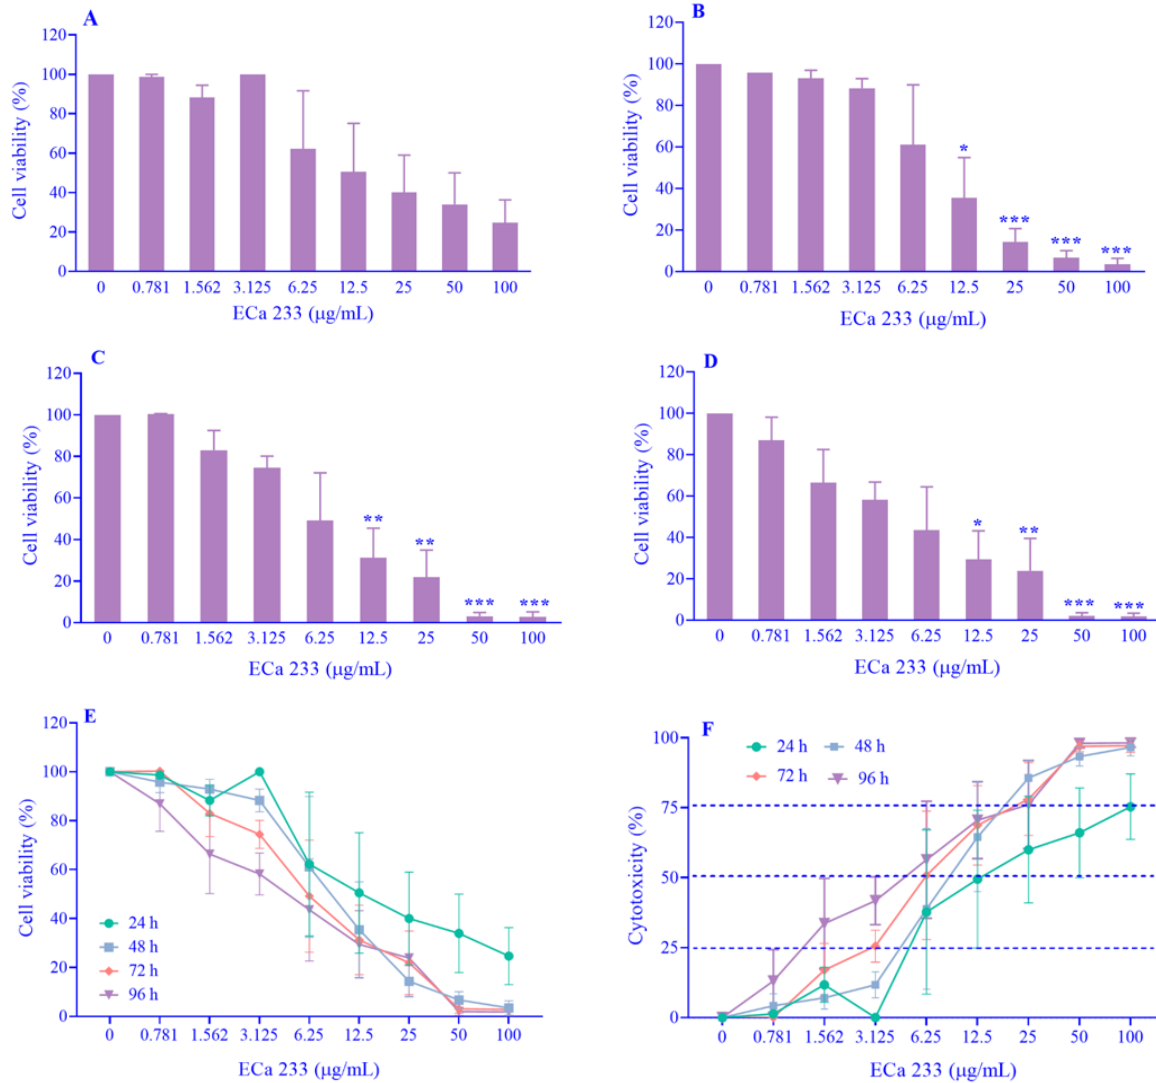 A
120
100
80
60
40
20
0
Cell viability (%)
0 0.781 1.562 3.125 6.25 12.5 25 50 100
ECa 233 (μg/mL)
B
120
100
80
60
40
20
0
Cell viability (%)
* *** *** ***
0 0.781 1.562 3.125 6.25 12.5 25 50 100
ECa 233 (μg/mL)
C
120
100
80
60
40
20
0
Cell viability (%)
** ** *** ***
0 0.781 1.562 3.125 6.25 12.5 25 50 100
ECa 233 (μg/mL)
D
120
100
80
60
40
20
0
Cell viability (%)
* ** *** ***
0 0.781 1.562 3.125 6.25 12.5 25 50 100
ECa 233 (μg/mL)
E
120
100
80
60
40
20
0
Cell viability (%)
24 h
48 h
72 h
96 h
0 0.781 1.562 3.125 6.25 12.5 25 50 100
ECa 233 (μg/mL)
F
100
75
50
25
0
Cytotoxicity (%)
24 h 48 h
72 h 96 h
0 0.781 1.562 3.125 6.25 12.5 25 50 100
ECa 233 (μg/mL)